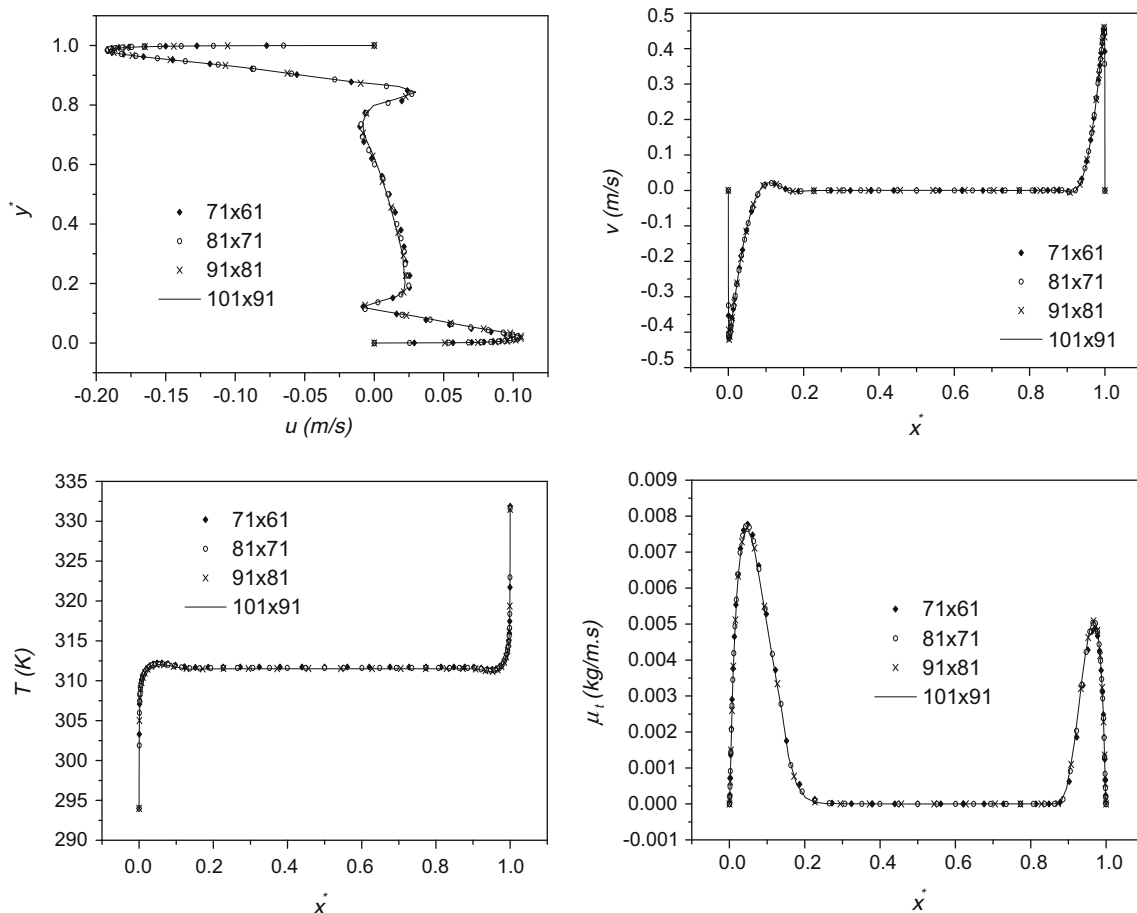 1.0
0.8
0.6
0.4
0.2
0.0
y*
71x61
81x71
91x81
101x91
-0.20 -0.15 -0.10 -0.05 0.00 0.05 0.10
u (m/s)
0.5
0.4
0.3
0.2
0.1
0.0
-0.1
-0.2
-0.3
-0.4
-0.5
v (m/s)
71x61
81x71
91x81
101x91
0.0 0.2 0.4 0.6 0.8 1.0
x*
335
330
325
320
315
310
305
300
295
290
T (K)
71x61
81x71
91x81
101x91
0.0 0.2 0.4 0.6 0.8 1.0
x*
0.009
0.008
0.007
0.006
0.005
0.004
0.003
0.002
0.001
0.000
-0.001
μt (kg/m.s)
71x61
81x71
91x81
101x91
0.0 0.2 0.4 0.6 0.8 1.0
x*